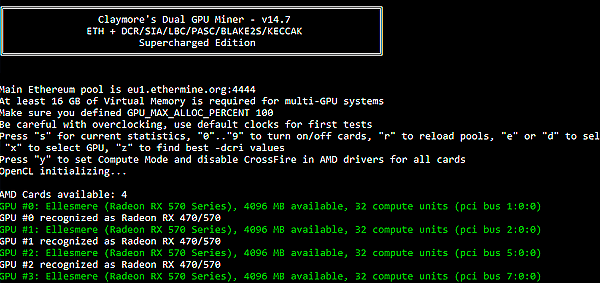 Claymore's Dual GPU Miner - v14.7
ETH + DCR/SIA/LBC/PASC/BLAKE2S/KECCAK
Supercharged Edition
Main Ethereum pool is eu1.ethermine.org:4444
At least 16 GB of Virtual Memory is required for multi-GPU systems
Make sure you defined GPU_MAX_ALLOC_PERCENT 100
Be careful with overclocking, use default clocks for first tests
Press "s" for current statistics, "0".."9" to turn on/off cards, "r" to reload pools, "e" or "d" to sel
"x" to select GPU, "z" to find best -dcri values
Press "y" to set Compute Mode and disable CrossFire in AMD drivers for all cards
OpenCL initializing...
AMD Cards available: 4
GPU #0: Ellesmere (Radeon RX 570 Series), 4096 MB available, 32 compute units (pci bus 1:0:0)
GPU #0 recognized as Radeon RX 470/570
GPU #1: Ellesmere (Radeon RX 570 Series), 4096 MB available, 32 compute units (pci bus 2:0:0)
GPU #1 recognized as Radeon RX 470/570
GPU #2: Ellesmere (Radeon RX 570 Series), 4096 MB available, 32 compute units (pci bus 5:0:0)
GPU #2 recognized as Radeon RX 470/570
GPU #3: Ellesmere (Radeon RX 570 Series), 4096 MB available, 32 compute units (pci bus 7:0:0)